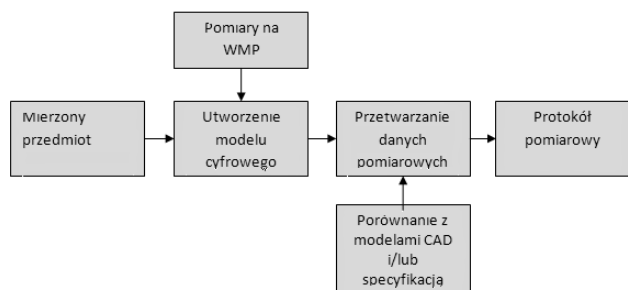 Pomiary na
WMP
Mierzony
przedmiot
Utworzenie
modelu
cyfrowego
Przetwarzanie
danych
pomiarowych
Protokół
pomiarowy
Porównanie z
modelami CAD
i/lub
specyfikacją